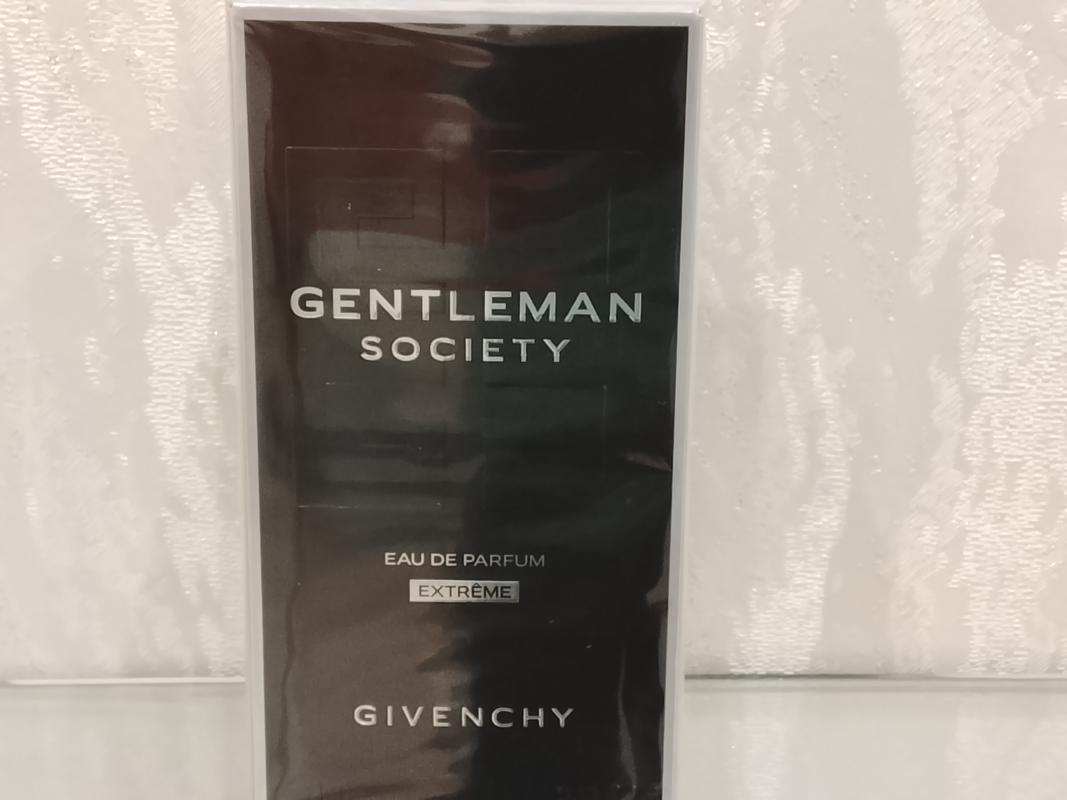 GENTLEMAN
SOCIETY
EAU DE PARFUM
EXTRÊME
GIVENCHY